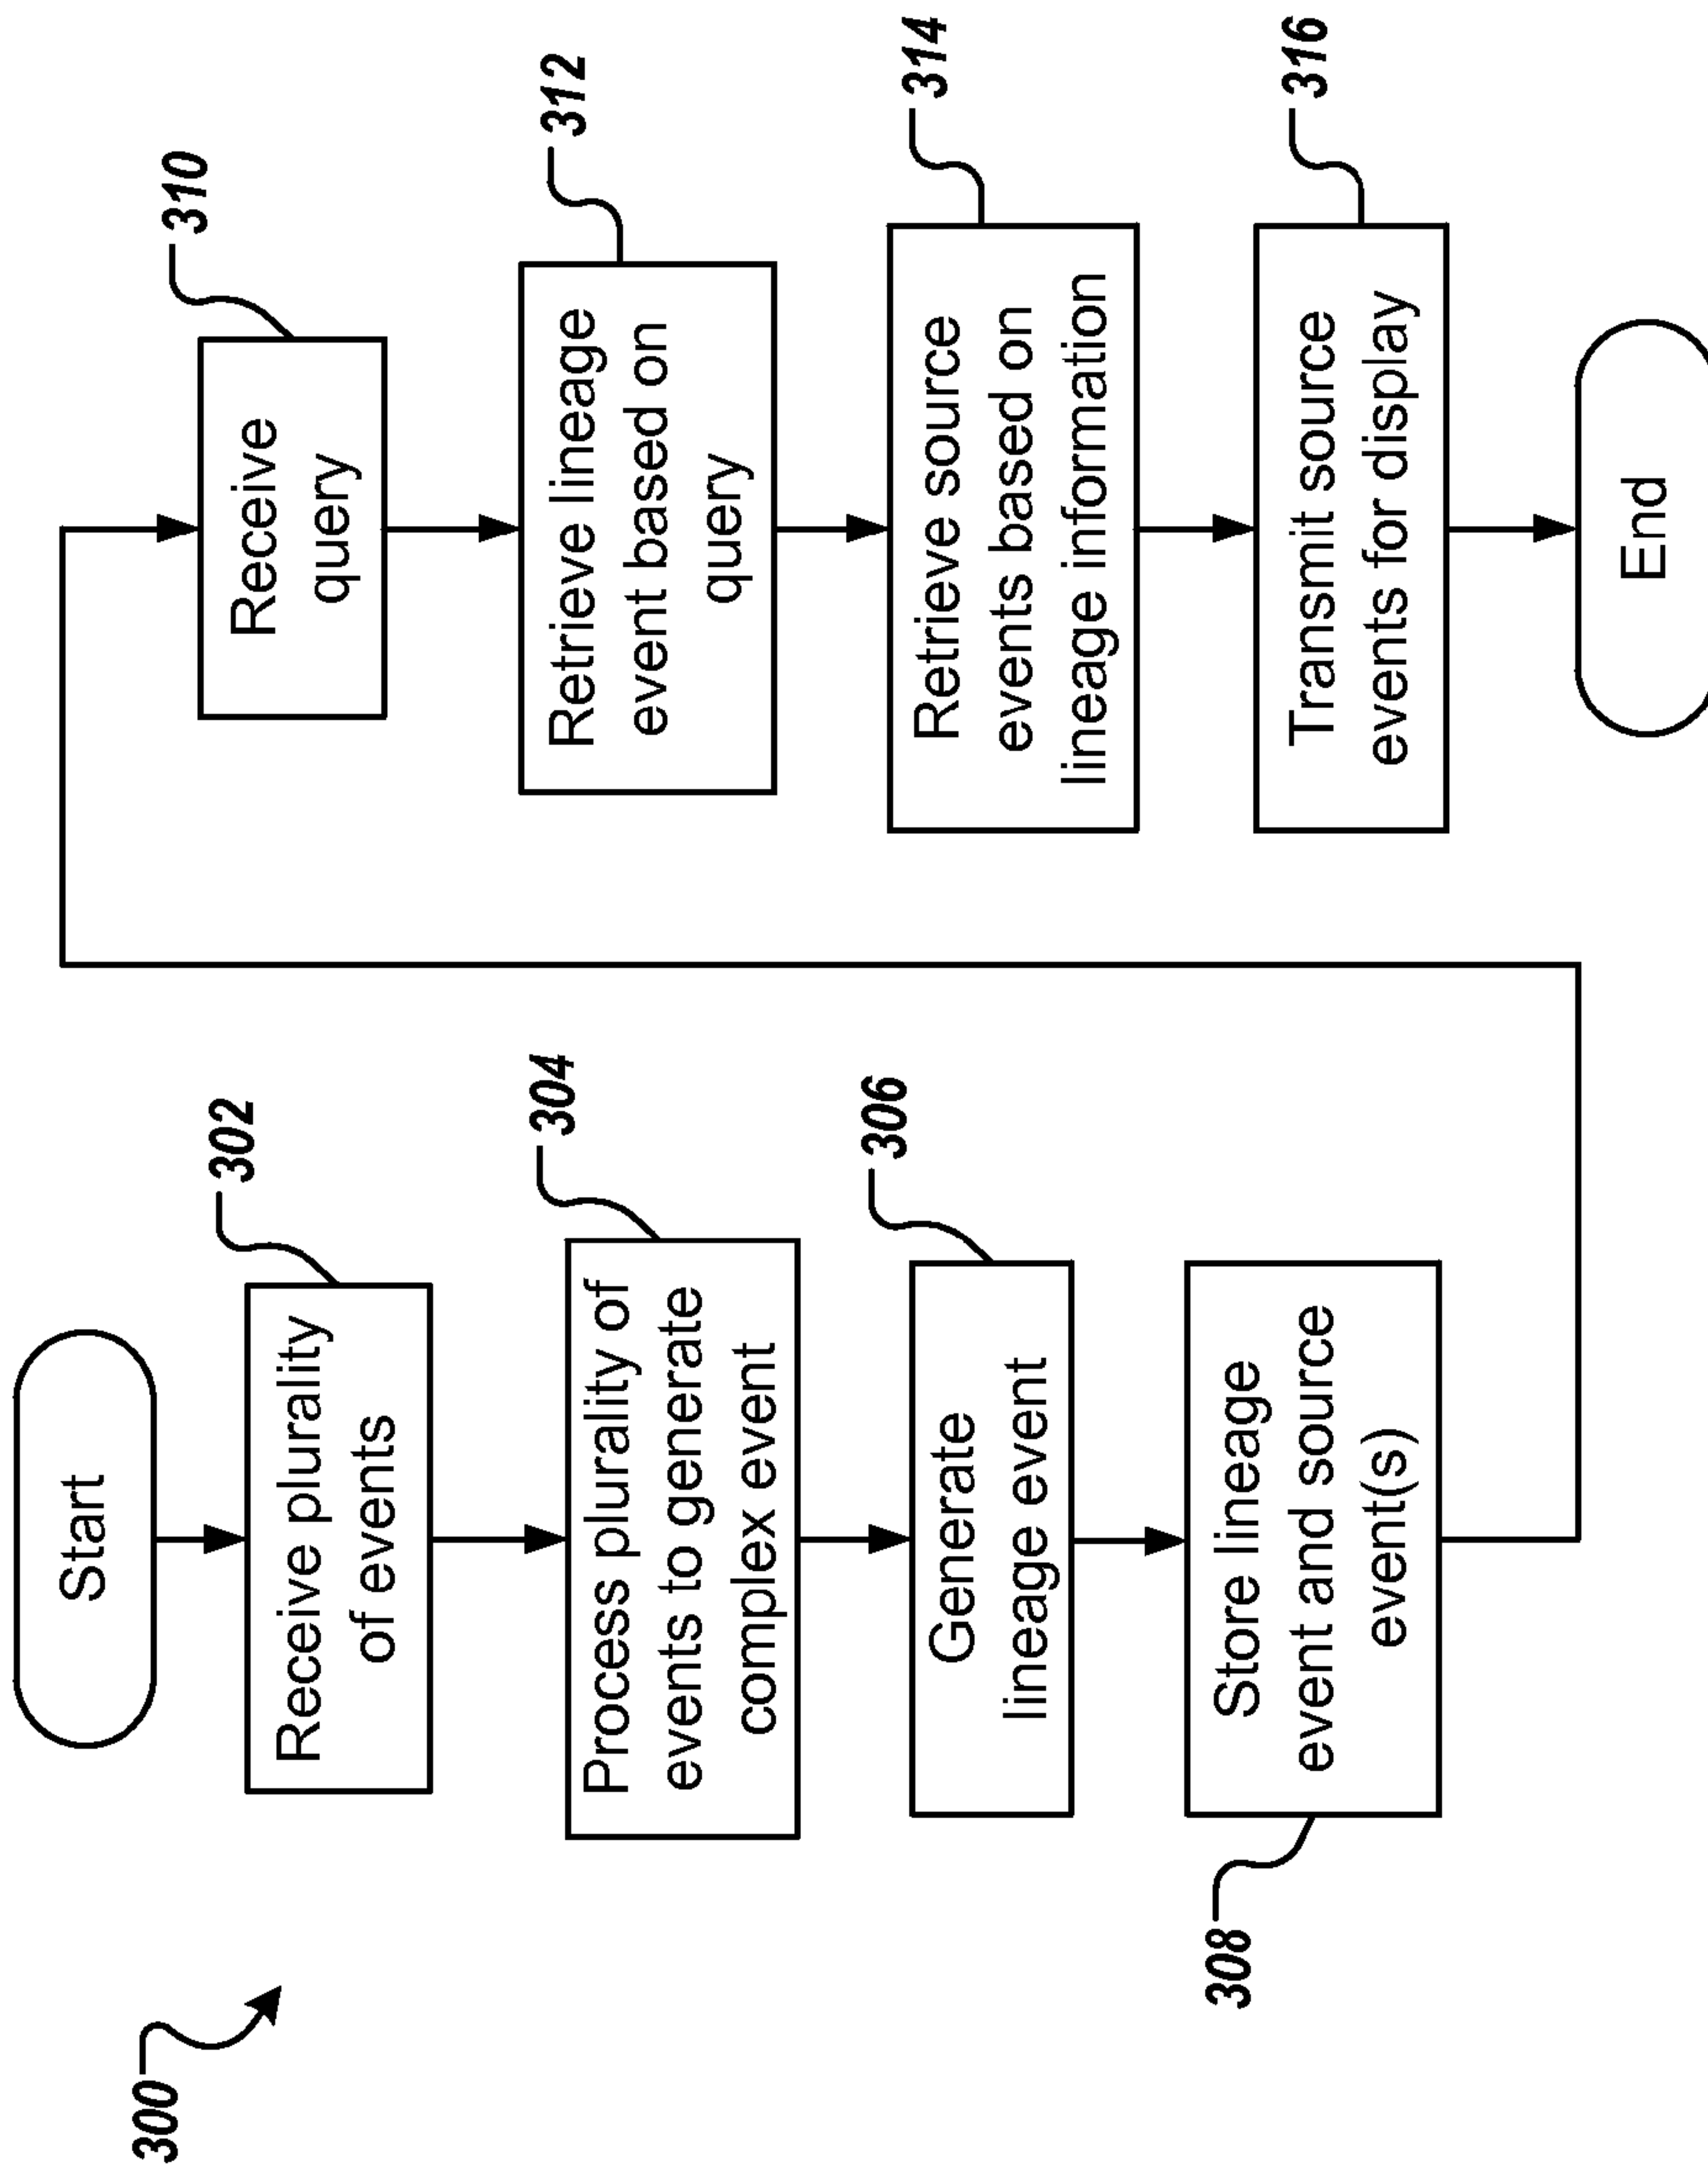 300
Start
Receive plurality
of events
302
Process plurality of
events to generate
complex event
304
Generate
lineage event
306
Store lineage
event and source
event(s)
308
Receive
query
310
Retrieve lineage
event based on
query
312
Retrieve source
events based on
lineage information
314
Transmit source
events for display
316
End